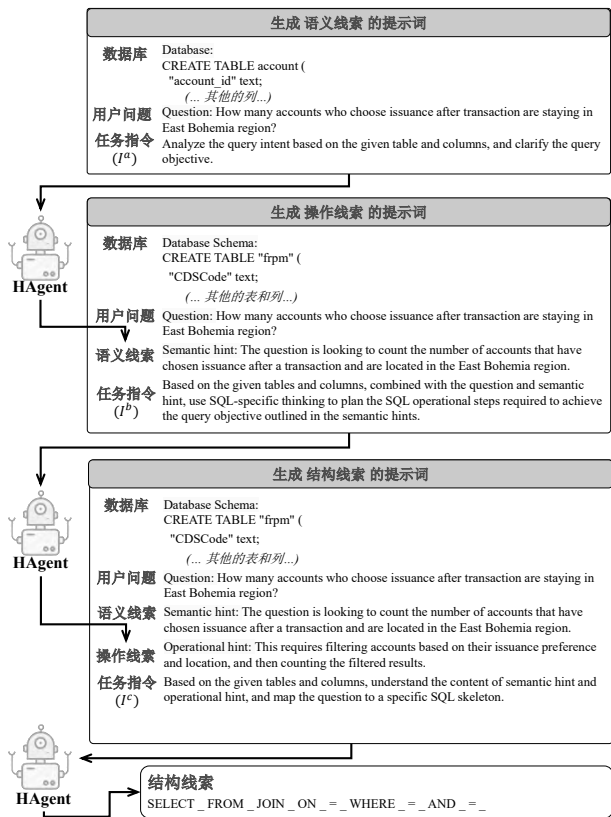 生成 语义线索 的提示词
数据库 Database:
CREATE TABLE account (
"account_id" text;
(... 其他的列...)
用户问题 Question: How many accounts who choose issuance after transaction are staying in
East Bohemia region?
任务指令 Analyze the query intent based on the given table and columns, and clarify the query
(I^a) objective.
HAgent
生成 操作线索 的提示词
数据库 Database Schema:
CREATE TABLE "frpm" (
"CDSCode" text;
(... 其他的表和列...)
用户问题 Question: How many accounts who choose issuance after transaction are staying in
East Bohemia region?
语义线索 Semantic hint: The question is looking to count the number of accounts that have
chosen issuance after a transaction and are located in the East Bohemia region.
任务指令 Based on the given tables and columns, combined with the question and semantic
(I^b) hint, use SQL-specific thinking to plan the SQL operational steps required to achieve
the query objective outlined in the semantic hints.
HAgent
生成 结构线索 的提示词
数据库 Database Schema:
CREATE TABLE "frpm" (
"CDSCode" text;
(... 其他的表和列...)
用户问题 Question: How many accounts who choose issuance after transaction are staying in
East Bohemia region?
语义线索 Semantic hint: The question is looking to count the number of accounts that have
chosen issuance after a transaction and are located in the East Bohemia region.
操作线索 Operational hint: This requires filtering accounts based on their issuance preference
and location, and then counting the filtered results.
任务指令 Based on the given tables and columns, understand the content of semantic hint and
(I^c) operational hint, and map the question to a specific SQL skeleton.
HAgent
结构线索
SELECT _ FROM _ JOIN _ ON _ = _ WHERE _ = _ AND _ = _